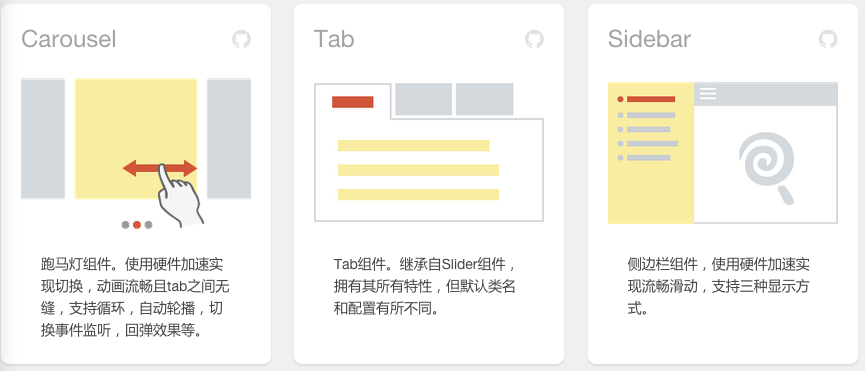 Carousel
跑马灯组件。使用硬件加速实
现切换，动画流畅且tab之间无
缝，支持循环，自动轮播，切
换事件监听，回弹效果等。
Tab
Tab组件。继承自Slider组件，
拥有其所有特性，但默认类名
和配置有所不同。
Sidebar
侧边栏组件，使用硬件加速实
现流畅滑动，支持三种显示方
式。